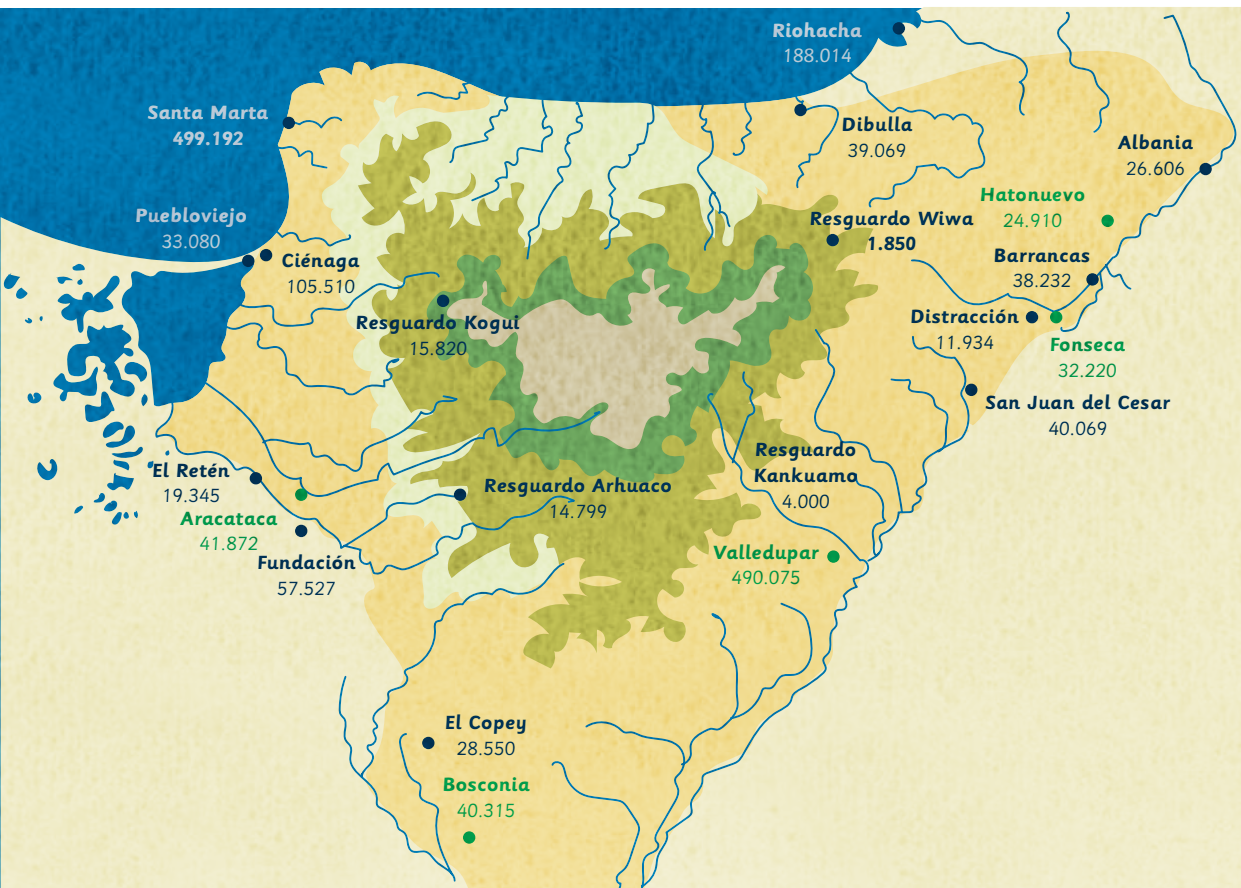 Riohacha
188.014
Santa Marta
499.192
Dibulla
39.069
Albania
26.606
Hatonuevo
24.910
Puebloviejo
33.080
Resguardo Wiwa
1.850
Ciénaga
105.510
Barrancas
38.232
Resguardo Kogui
15.820
Distracción
11.934
Fonseca
32.220
San Juan del Cesar
40.069
Resguardo
Kankuamo
4.000
El Retén
19.345
Resguardo Arhuaco
14.799
Aracataca
41.872
Fundación
57.527
Valledupar
490.075
El Copey
28.550
Bosconia
40.315